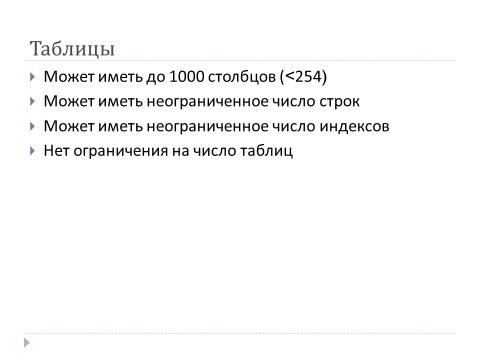 Таблицы
Может иметь до 1000 столбцов (<254)
Может иметь неограниченное число строк
Может иметь неограниченное число индексов
Нет ограничения на число таблиц